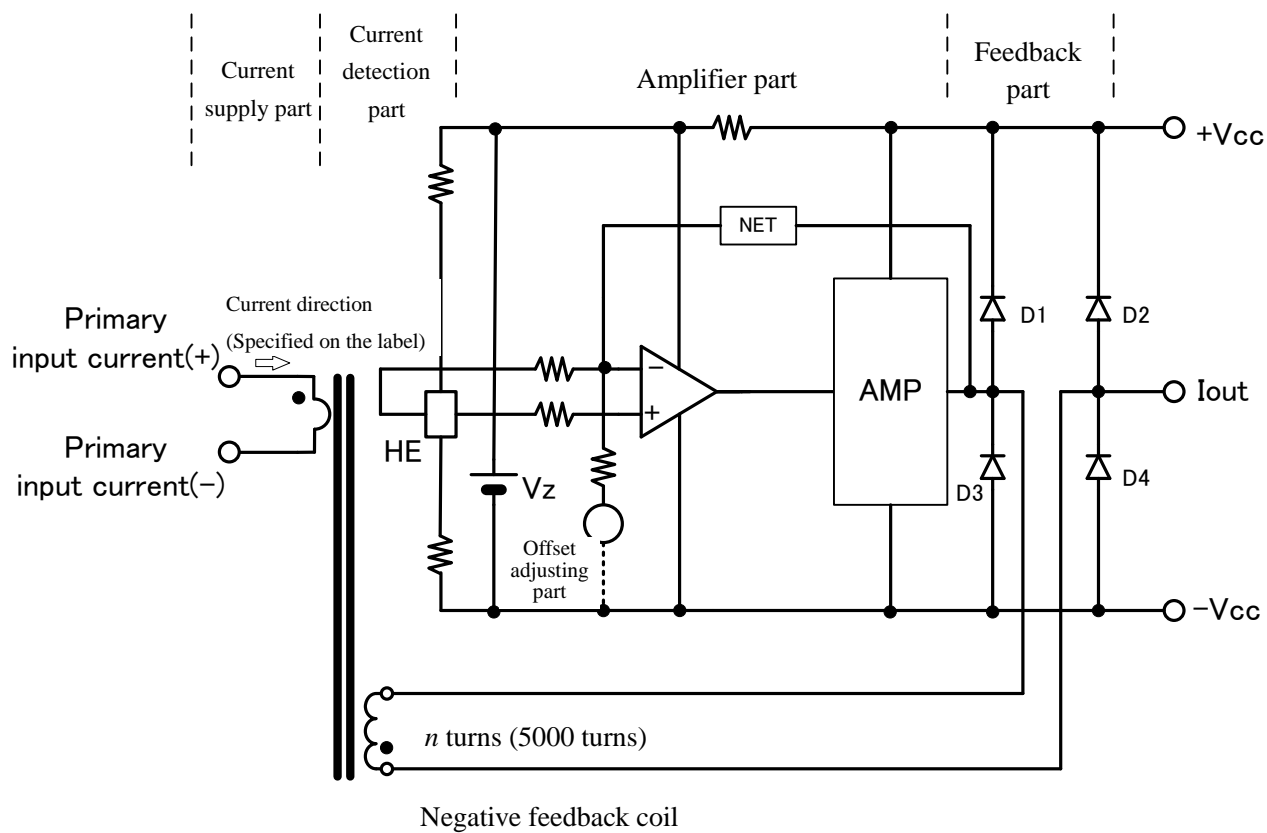 Current
supply part
Current
detection
part
Amplifier part
Feedback
part
+Vcc
NET
Current direction
(Specified on the label)
Primary
input current(+)
D1
D2
−
+
AMP
Iout
HE
Primary
input current(-)
Vz
D3
D4
Offset
adjusting
part
-Vcc
n turns (5000 turns)
Negative feedback coil